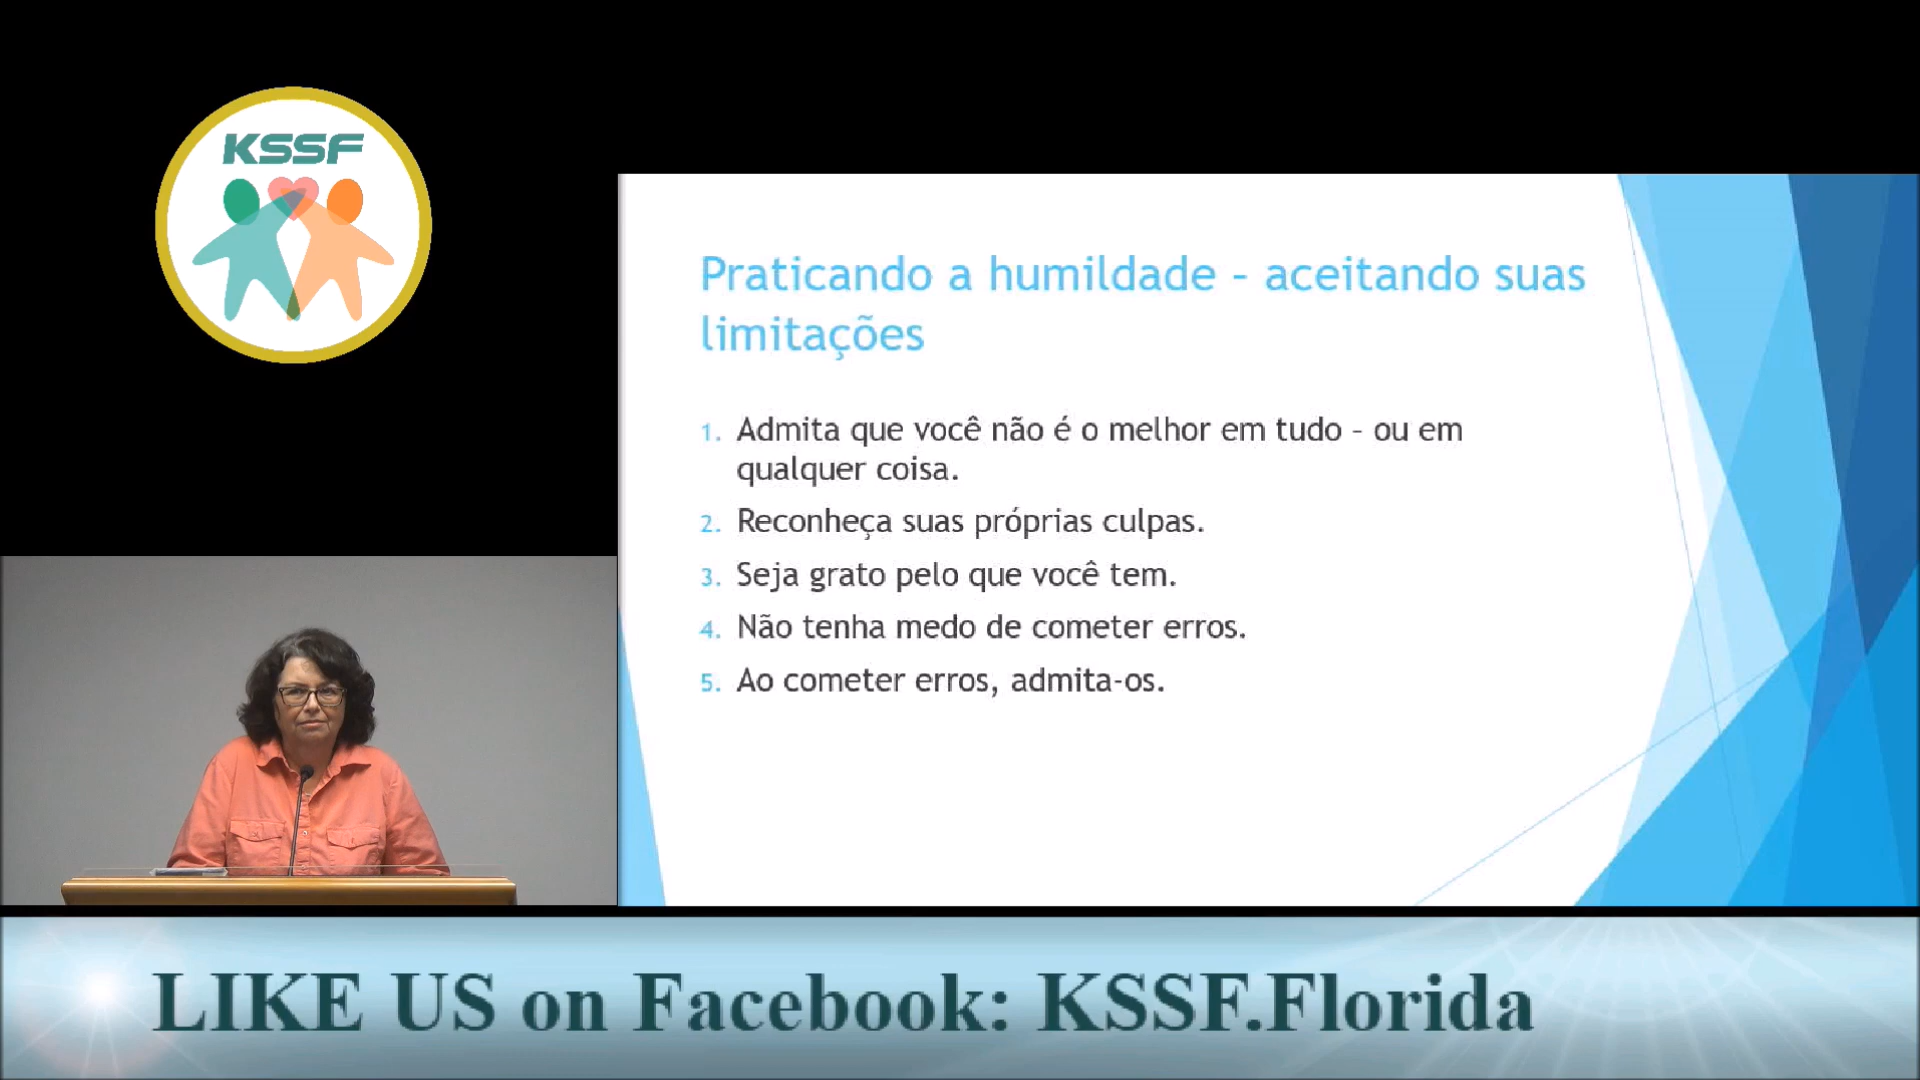 KSSF
Praticando a humildade – aceitando suas
limitações
1. Admita que você não é o melhor em tudo – ou em
qualquer coisa.
2. Reconheça suas próprias culpas.
3. Seja grato pelo que você tem.
4. Não tenha medo de cometer erros.
5. Ao cometer erros, admita-os.
LIKE US on Facebook: KSSF.Florida